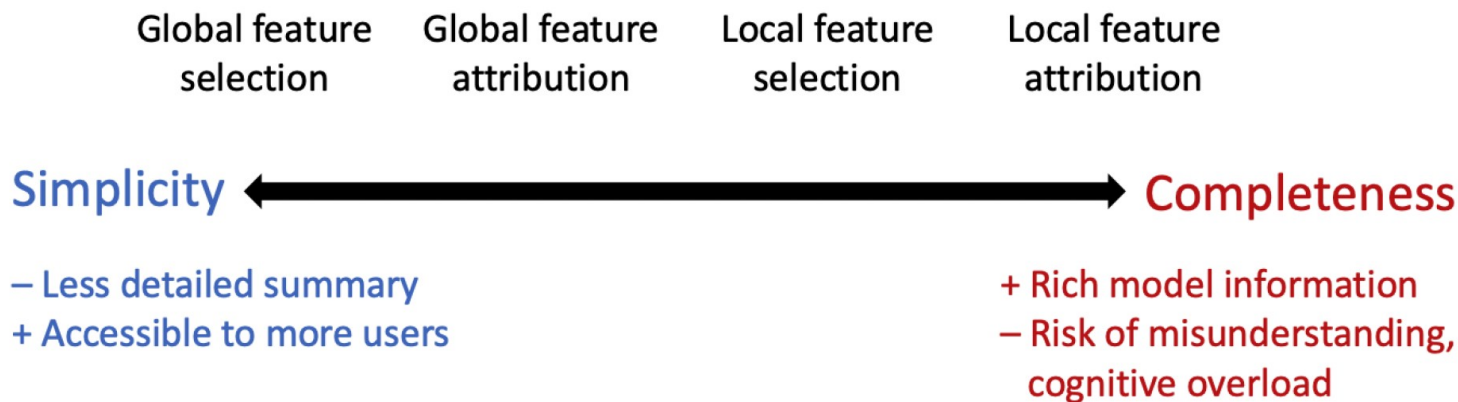 Global feature selection
Global feature attribution
Local feature selection
Local feature attribution
Simplicity
Completeness
– Less detailed summary
+ Accessible to more users
+ Rich model information
– Risk of misunderstanding,
cognitive overload